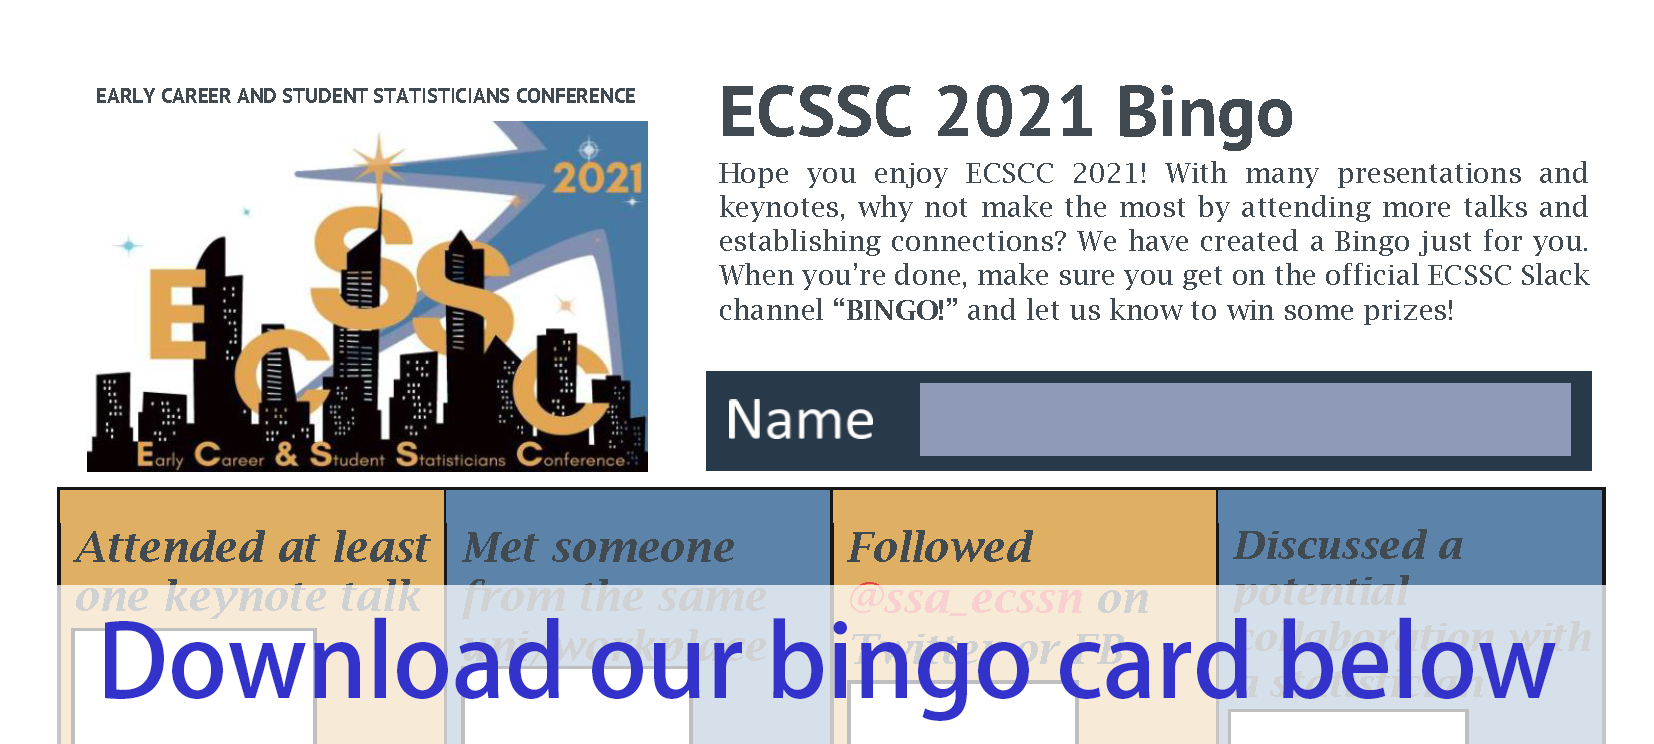 EARLY CAREER AND STUDENT STATISTICIANS CONFERENCE
2021
E C S S C
Early Career & Student Statisticians Conference
ECSSC 2021 Bingo
Hope you enjoy ECSCC 2021! With many presentations and
keynotes, why not make the most by attending more talks and
establishing connections? We have created a Bingo just for you.
When you’re done, make sure you get on the official ECSSC Slack
channel “BINGO!” and let us know to win some prizes!
Name
Attended at least
one keynote talk
Met someone
from the same
uni/workplace
Followed
@ssa_ecssn on
Twitter or FB
Discussed a
potential
collaboration with
a statistician
Download our bingo card below